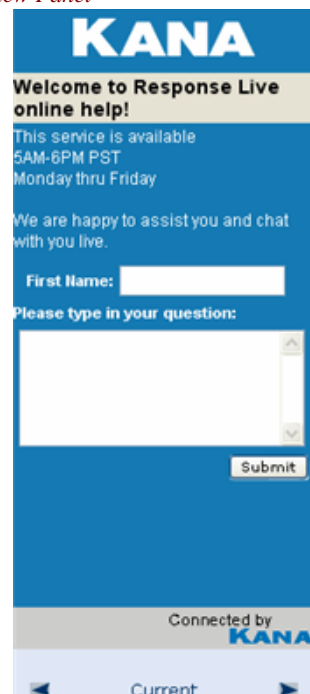 KANA
Welcome to Response Live
online help!
This service is available
5AM-6PM PST
Monday thru Friday
We are happy to assist you and chat
with you live.
First Name:
Please type in your question:
Submit
Connected by
KANA
Current